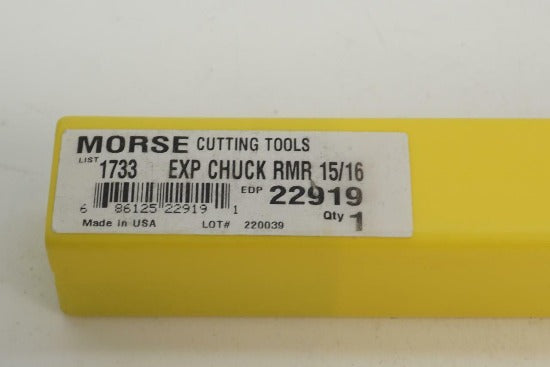 MORSE CUTTING TOOLS
LIST 1733 EXP CHUCK RMR 15/16
EDP 22919
6 86125 22919 1
Qty 1
Made in USA LOT# 220039